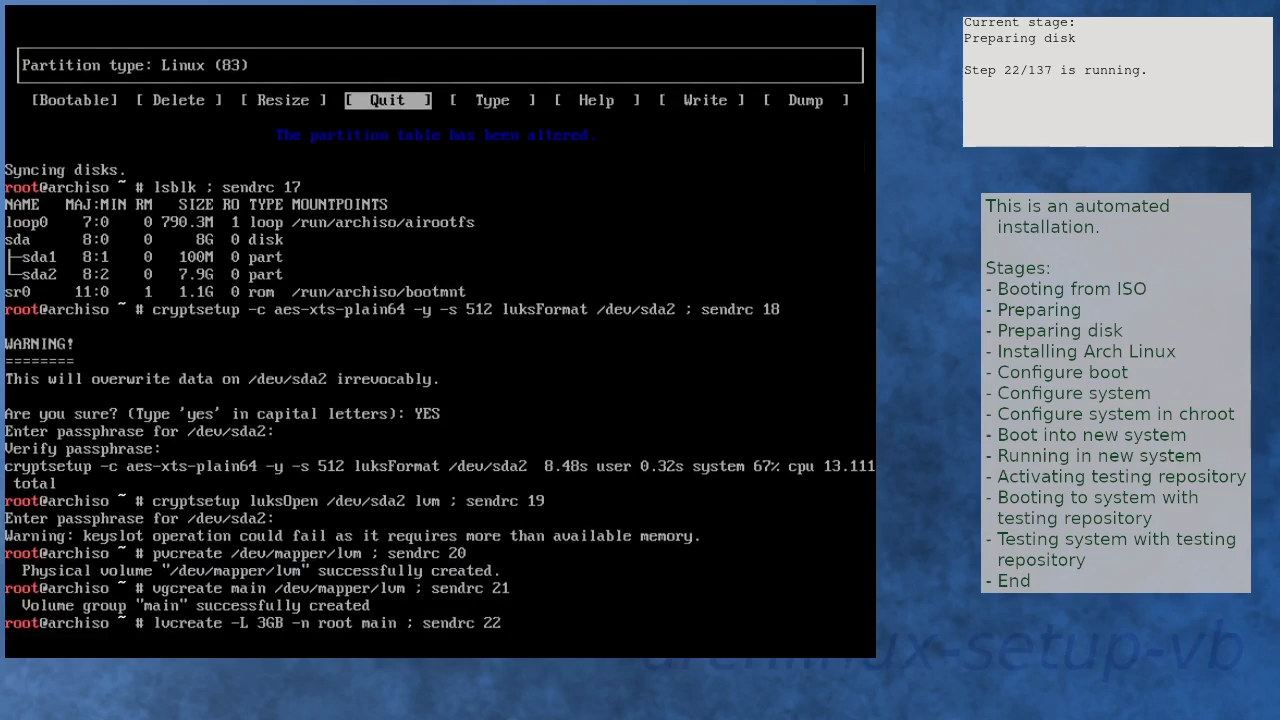 Partition type: Linux (83)
[Bootable] [ Delete ] [ Resize ] [ Quit ] [ Type ] [ Help ] [ Write ] [ Dump ]
The partition table has been altered.
Syncing disks.
root@archiso ~ # lsblk ; sendrc 17
NAME   MAJ:MIN RM   SIZE RO TYPE MOUNTPOINTS
loop0    7:0    0 790.3M  1 loop /run/archiso/airootfs
sda      8:0    0     8G  0 disk
├─sda1   8:1    0   100M  0 part
└─sda2   8:2    0   7.9G  0 part
sr0     11:0    1   1.1G  0 rom  /run/archiso/bootmnt
root@archiso ~ # cryptsetup -c aes-xts-plain64 -y -s 512 luksFormat /dev/sda2 ; sendrc 18
WARNING!
========
This will overwrite data on /dev/sda2 irrevocably.
Are you sure? (Type 'yes' in capital letters): YES
Enter passphrase for /dev/sda2:
Verify passphrase:
cryptsetup -c aes-xts-plain64 -y -s 512 luksFormat /dev/sda2  8.48s user 0.32s system 67% cpu 13.111
total
root@archiso ~ # cryptsetup luksOpen /dev/sda2 lvm ; sendrc 19
Enter passphrase for /dev/sda2:
Warning: keyslot operation could fail as it requires more than available memory.
root@archiso ~ # pvcreate /dev/mapper/lvm ; sendrc 20
Physical volume "/dev/mapper/lvm" successfully created.
root@archiso ~ # vgcreate main /dev/mapper/lvm ; sendrc 21
Volume group "main" successfully created
root@archiso ~ # lvcreate -L 3GB -n root main ; sendrc 22
Current stage:
Preparing disk
Step 22/137 is running.
This is an automated
installation.
Stages:
- Booting from ISO
- Preparing
- Preparing disk
- Installing Arch Linux
- Configure boot
- Configure system
- Configure system in chroot
- Boot into new system
- Running in new system
- Activating testing repository
- Booting to system with
testing repository
- Testing system with testing
repository
- End
archlinux-setup-vb